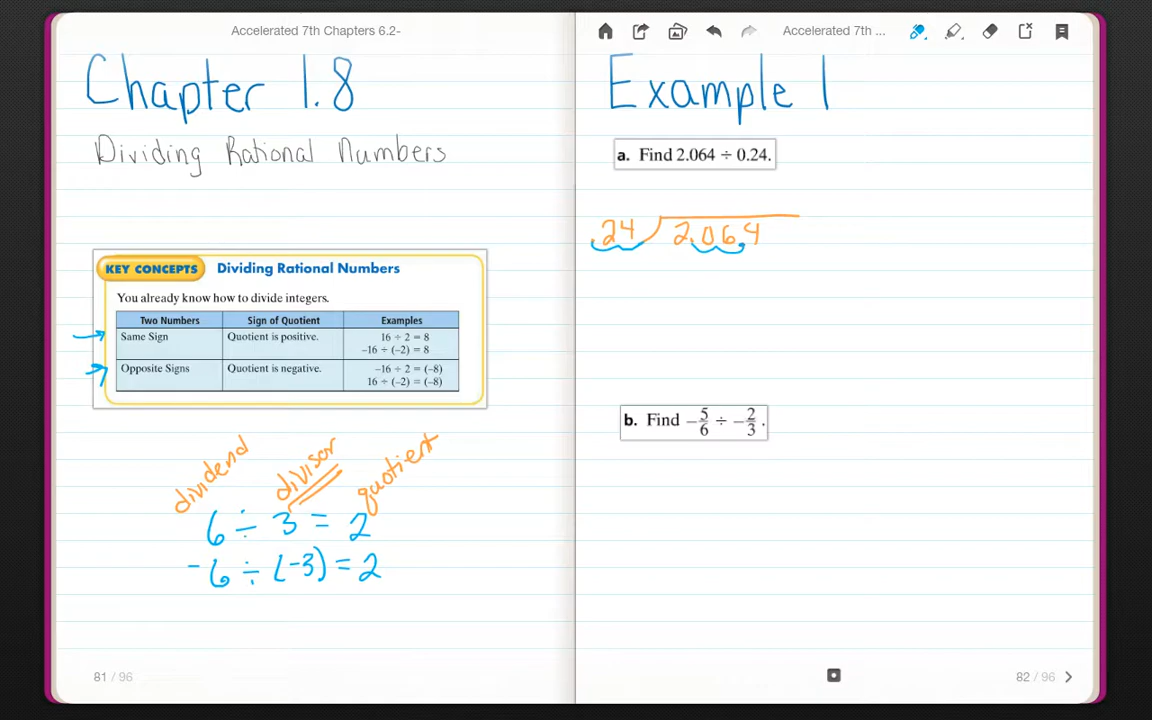 Accelerated 7th Chapters 6.2-
Chapter 1.8
Dividing Rational Numbers
KEY CONCEPTS Dividing Rational Numbers
You already know how to divide integers.
Two Numbers Sign of Quotient Examples
Same Sign Quotient is positive. 16 ÷ 2 = 8
-16 ÷ (-2) = 8
Opposite Signs Quotient is negative. -16 ÷ 2 = (-8)
16 ÷ (-2) = (-8)
dividend divisor quotient
6 ÷ 3 = 2
-6 ÷ (-3) = 2
81 / 96
Accelerated 7th ...
Example 1
a. Find 2.064 ÷ 0.24.
.24 2.06.4
b. Find -5/6 ÷ -2/3.
82 / 96